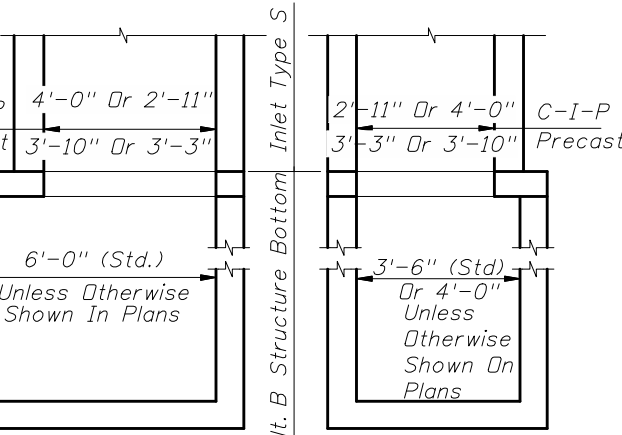 4'-0" Or 2'-11"
3'-10" Or 3'-3"
6'-0" (Std.)
Unless Otherwise
Shown In Plans
Structure Bottom Inlet Type S
2'-11" Or 4'-0" C-I-P
3'-3" Or 3'-10" Precast
3'-6" (Std)
Or 4'-0"
Unless
Otherwise
Shown On
Plans